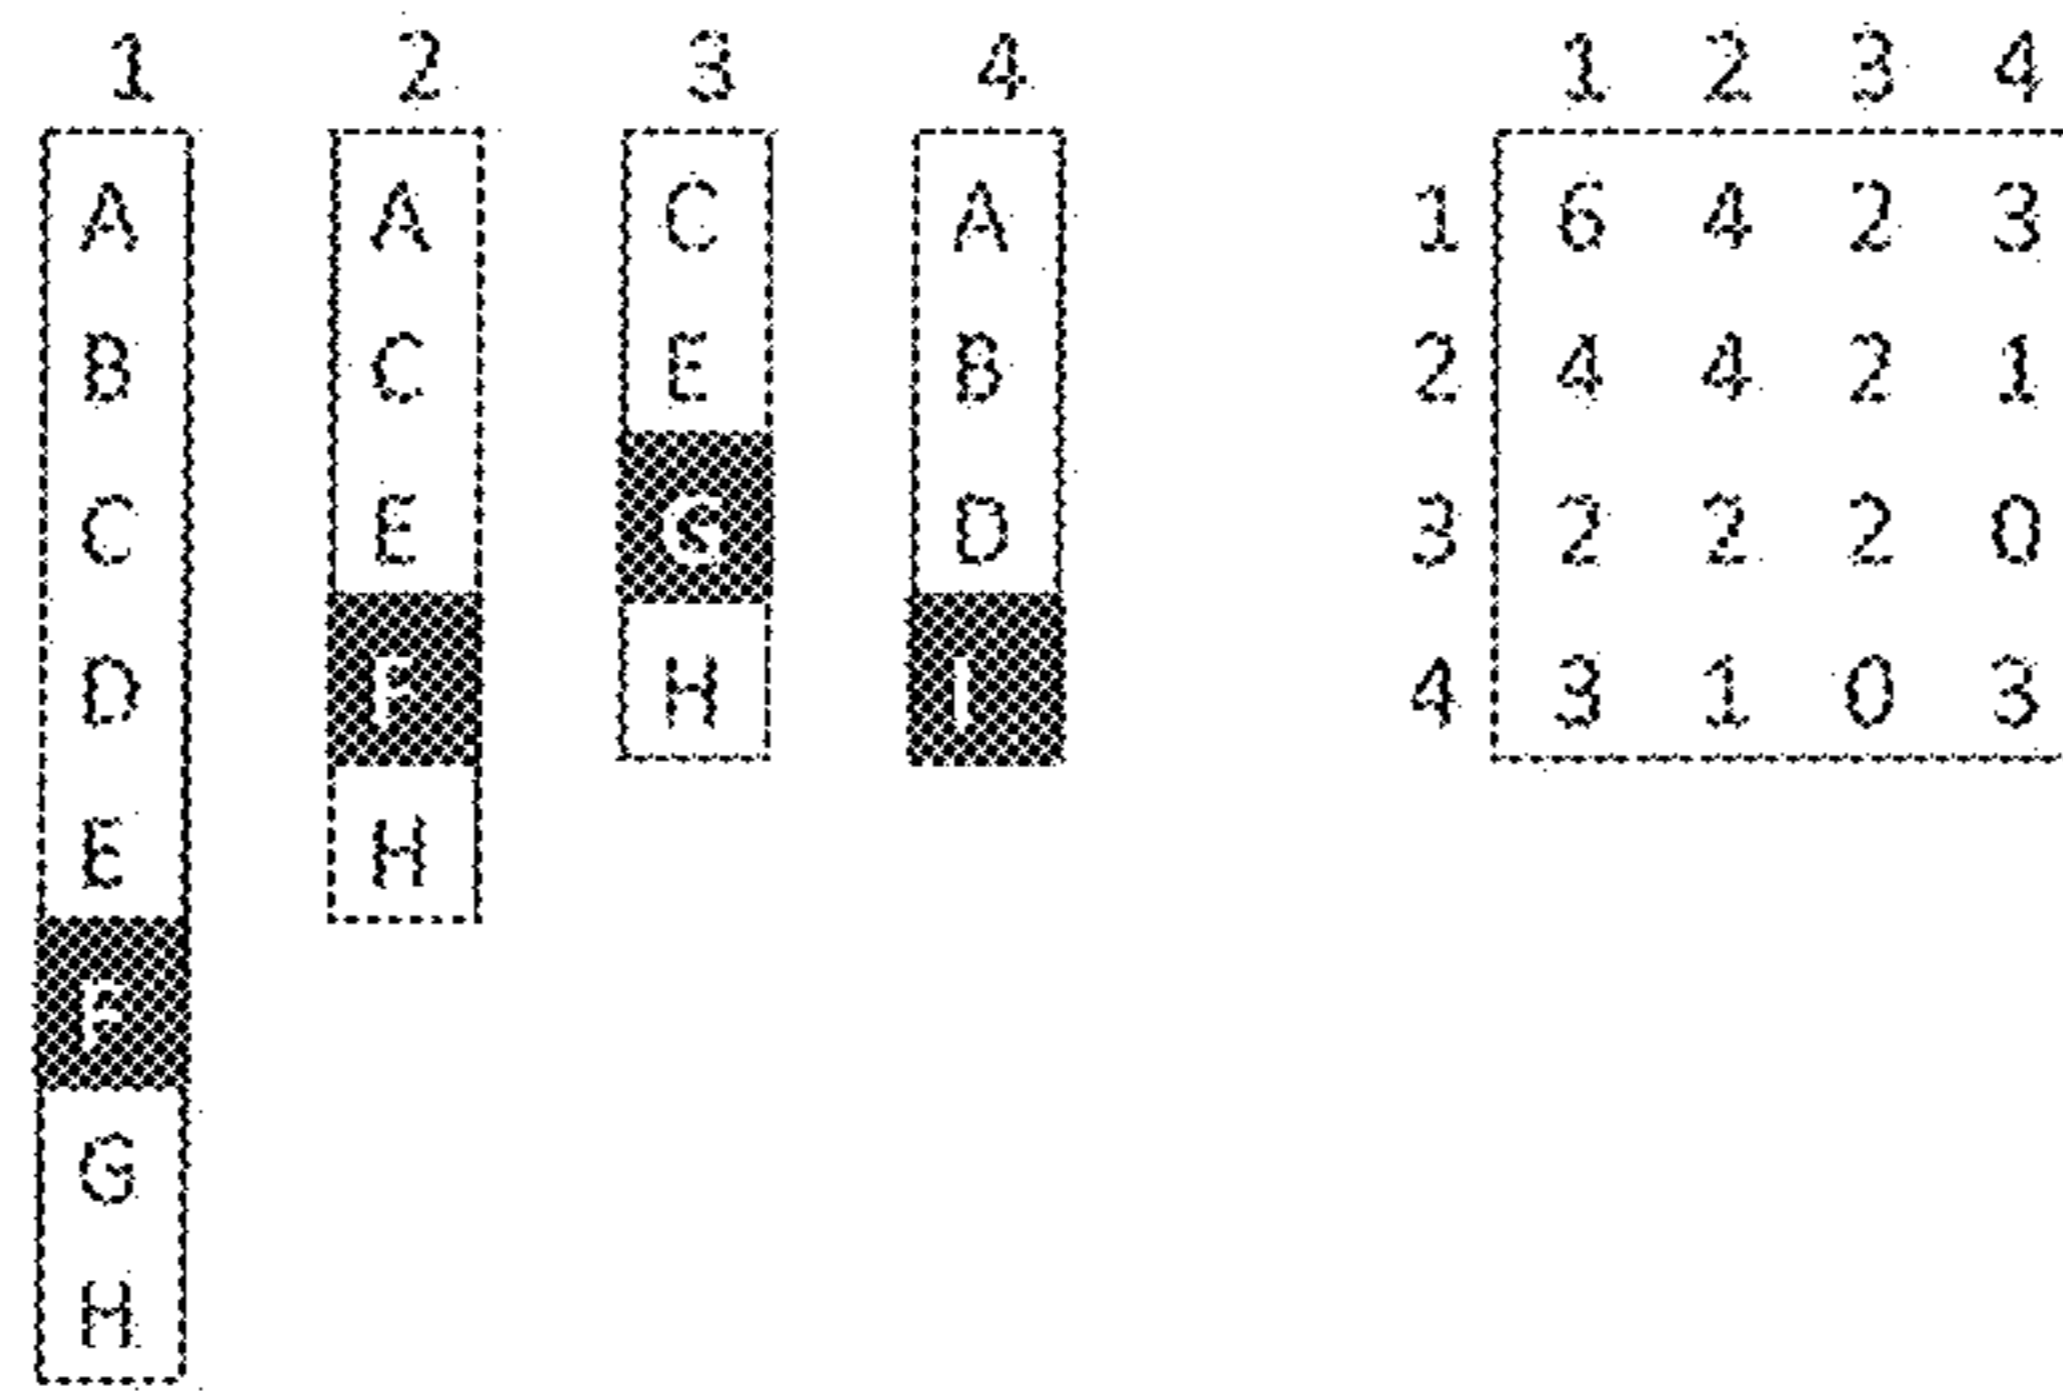 1 2 3 4 1 2 3 4
A A C A 1 6 4 2 3
B C E B 2 4 4 2 1
C E G D 3 2 2 2 0
D F H I 4 3 1 0 3
E H
F
G
H